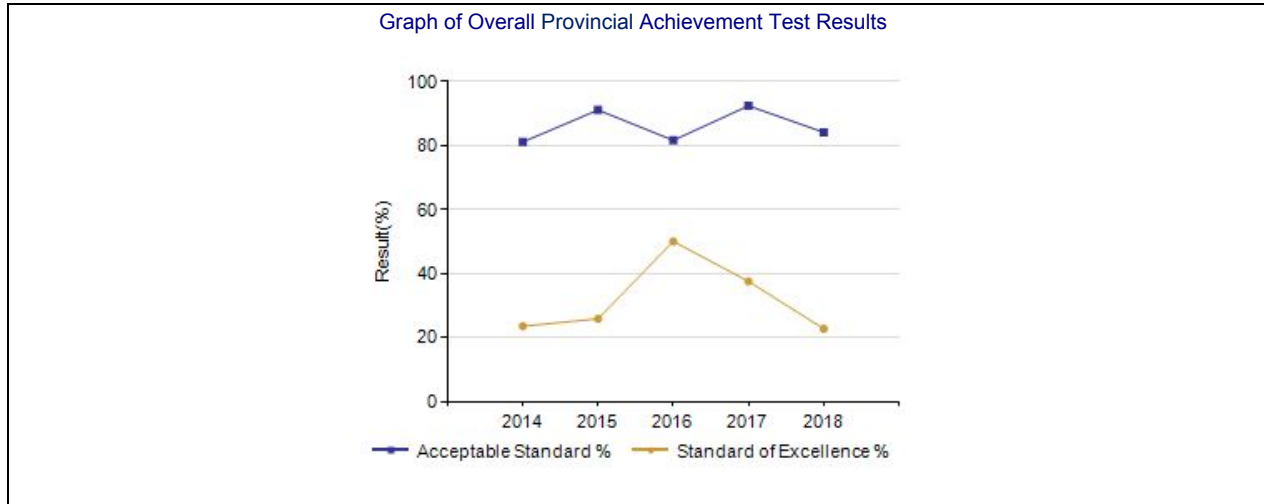 Graph of Overall Provincial Achievement Test Results
100
80
60
40
20
0
Result(%)
2014 2015 2016 2017 2018
Acceptable Standard % Standard of Excellence %